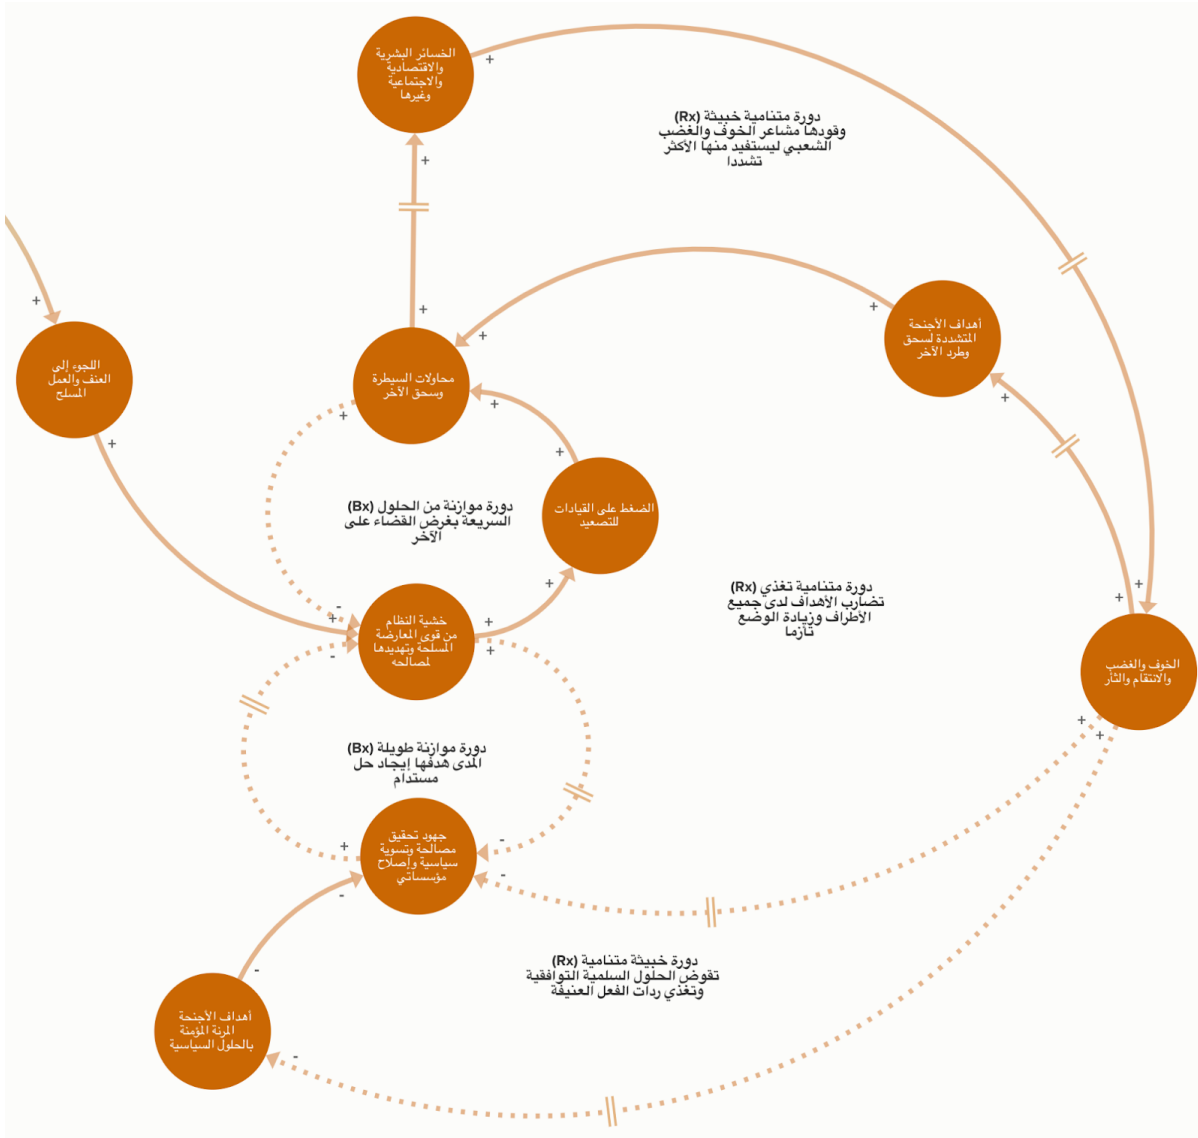 الخسائر البشرية
والاقتصادية
والاجتماعية
وغيرها
+
دورة متنامية خبيثة (Rx)
وقودها مشاعر الخوف والغضب
الشعبي ليستفيد منها الأكثر
تشددا
+
+
+
+
+
أهداف الأجنحة
المتشددة لسحق
وطرد الآخر
+
اللجوء إلى
العنف والعمل
المسلح
+
محاولات السيطرة
وسحق الآخر
+
+
+
+
الضغط على القيادات
للتصعيد
دورة موازنة من الحلول (Bx)
السريعة بغرض القضاء على
الآخر
+
+
+
دورة متنامية تغذي (Rx)
تضارب الأهداف لدى جميع
الأطراف وزيادة الوضع
تأزما
-
+
-
خشية النظام
من قوى المعارضة
المسلحة وتهديدها
لمصالحه
+
+
الخوف والغضب
والانتقام والثأر
+
+
دورة موازنة طويلة (Bx)
المدى هدفها إيجاد حل
مستدام
+
-
-
جهود تحقيق
مصالحة وتسوية
سياسية وإصلاح
مؤسساتي
-
دورة خبيثة متنامية (Rx)
تقوض الحلول السلمية التوافقية
وتغذي ردات الفعل العنيفة
-
أهداف الأجنحة
المرنة المؤمنة
بالحلول السياسية
-